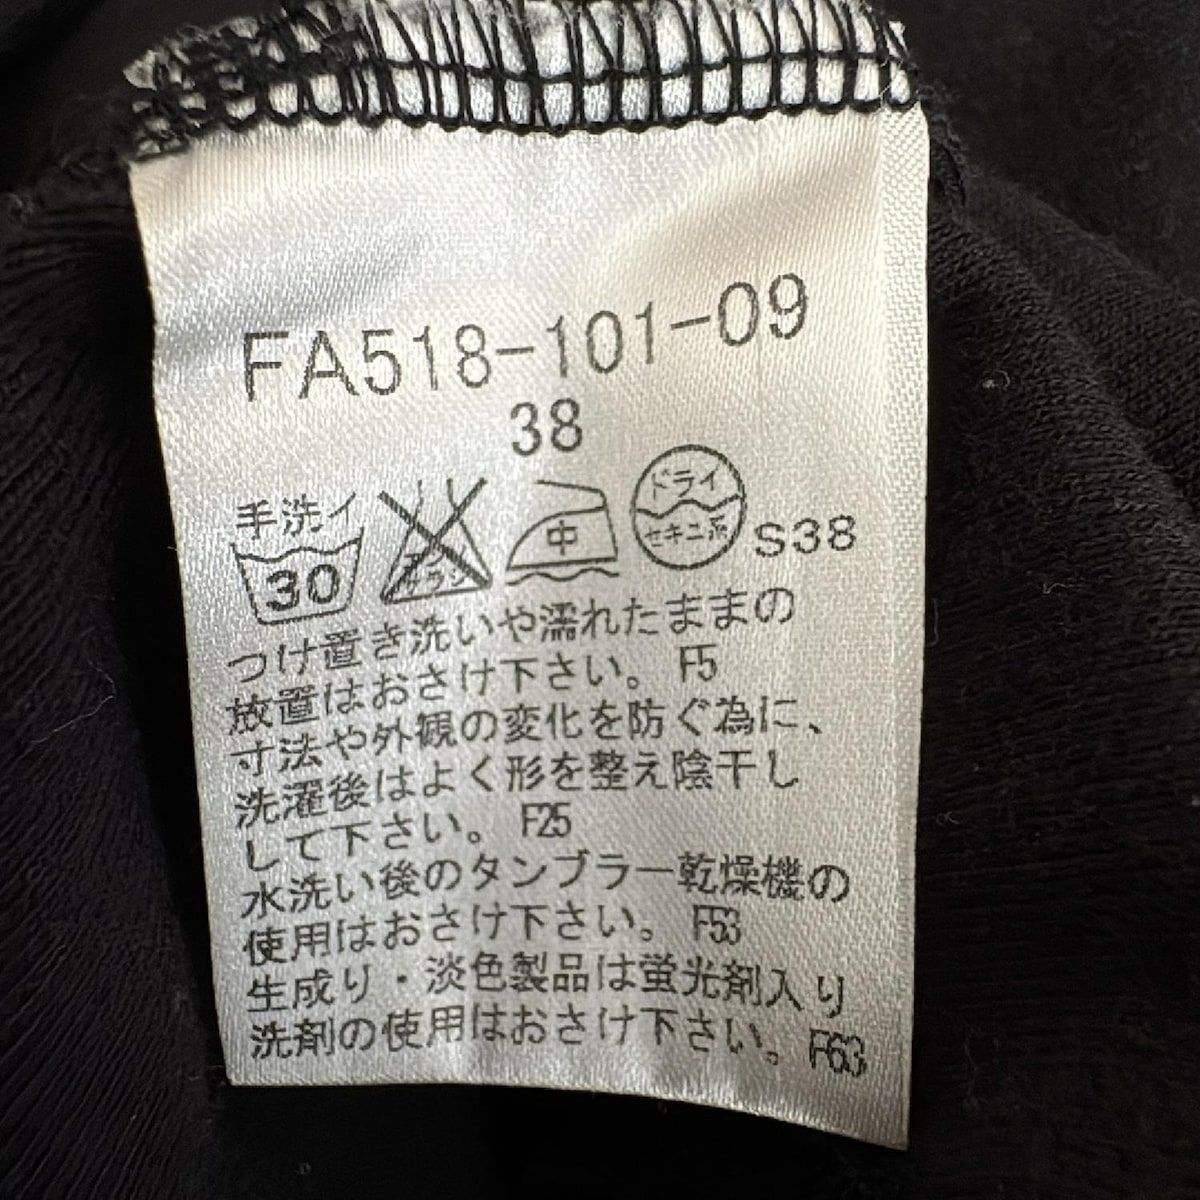 FA518-101-09
38
手洗イ
30
エンソ
サラシ
中
ドライ
セキユ系
S38
つけ置き洗いや濡れたままの
放置はおさけ下さい。 F5
寸法や外観の変化を防ぐ為に、
洗濯後はよく形を整え陰干し
して下さい。 F25
水洗い後のタンブラー乾燥機の
使用はおさけ下さい。 F53
生成り・淡色製品は蛍光剤入り
洗剤の使用はおさけ下さい。 F63